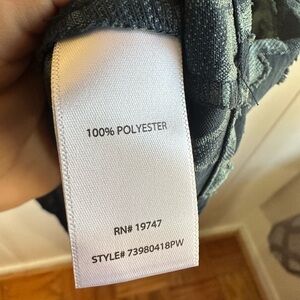 100% POLYESTER
RN# 19747
STYLE# 73980418PW